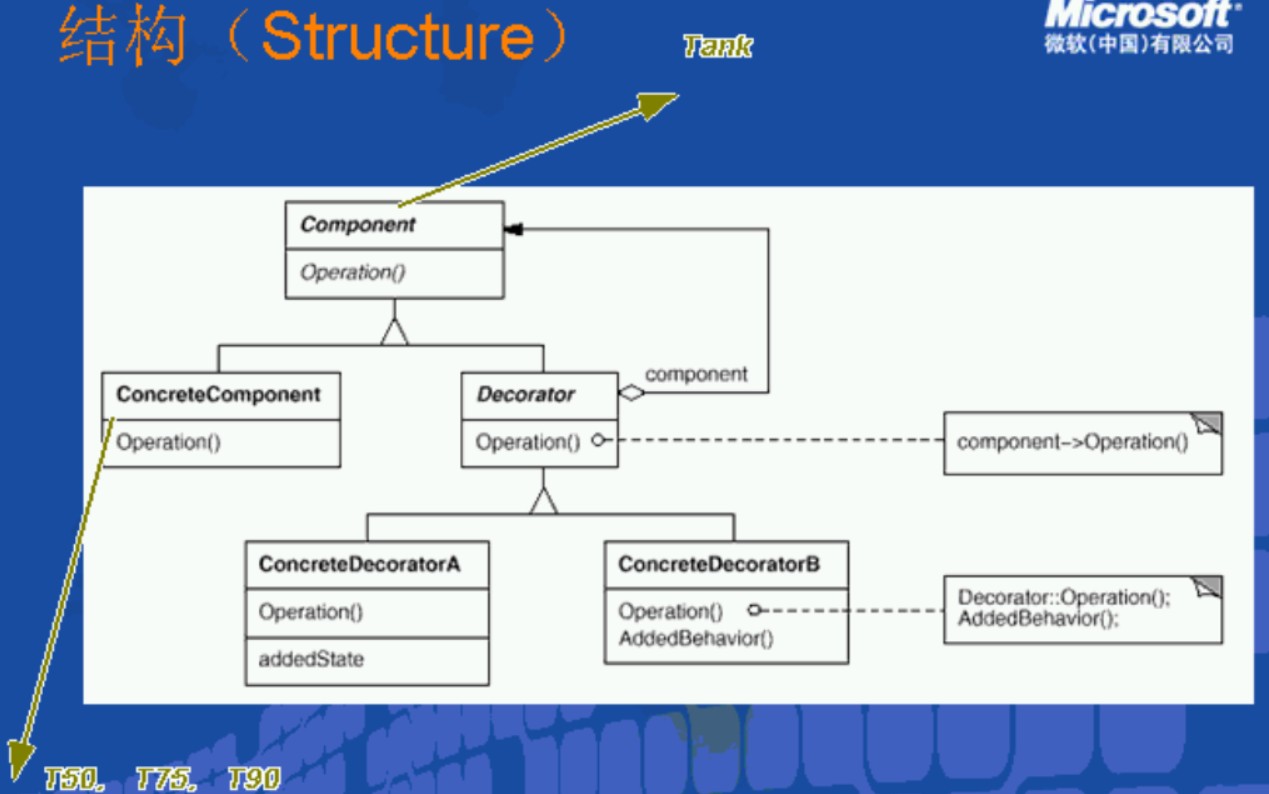 结构（Structure）
Tank
Microsoft
微软(中国)有限公司
Component
Operation()
component
ConcreteComponent
Operation()
Decorator
Operation()
component->Operation()
ConcreteDecoratorA
Operation()
addedState
ConcreteDecoratorB
Operation()
AddedBehavior()
Decorator::Operation();
AddedBehavior();
T50, T75, T90